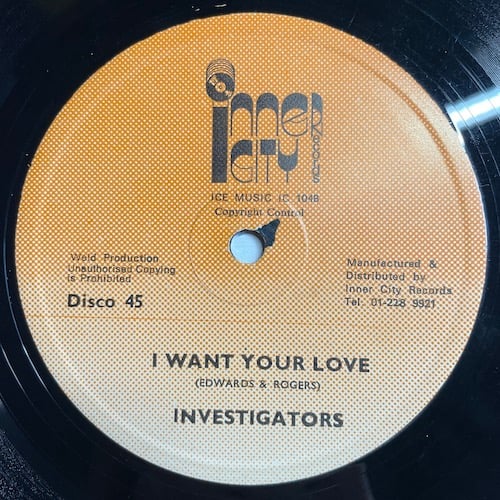 inner
CITY
RECORDS
ICE MUSIC IC 104B
Copyright Control
Weld Production
Unauthorised Copying
is Prohibited
Disco 45
Manufactured &
Distributed by
Inner City Records
Tel. 01-228 9921
I WANT YOUR LOVE
(EDWARDS & ROGERS)
INVESTIGATORS